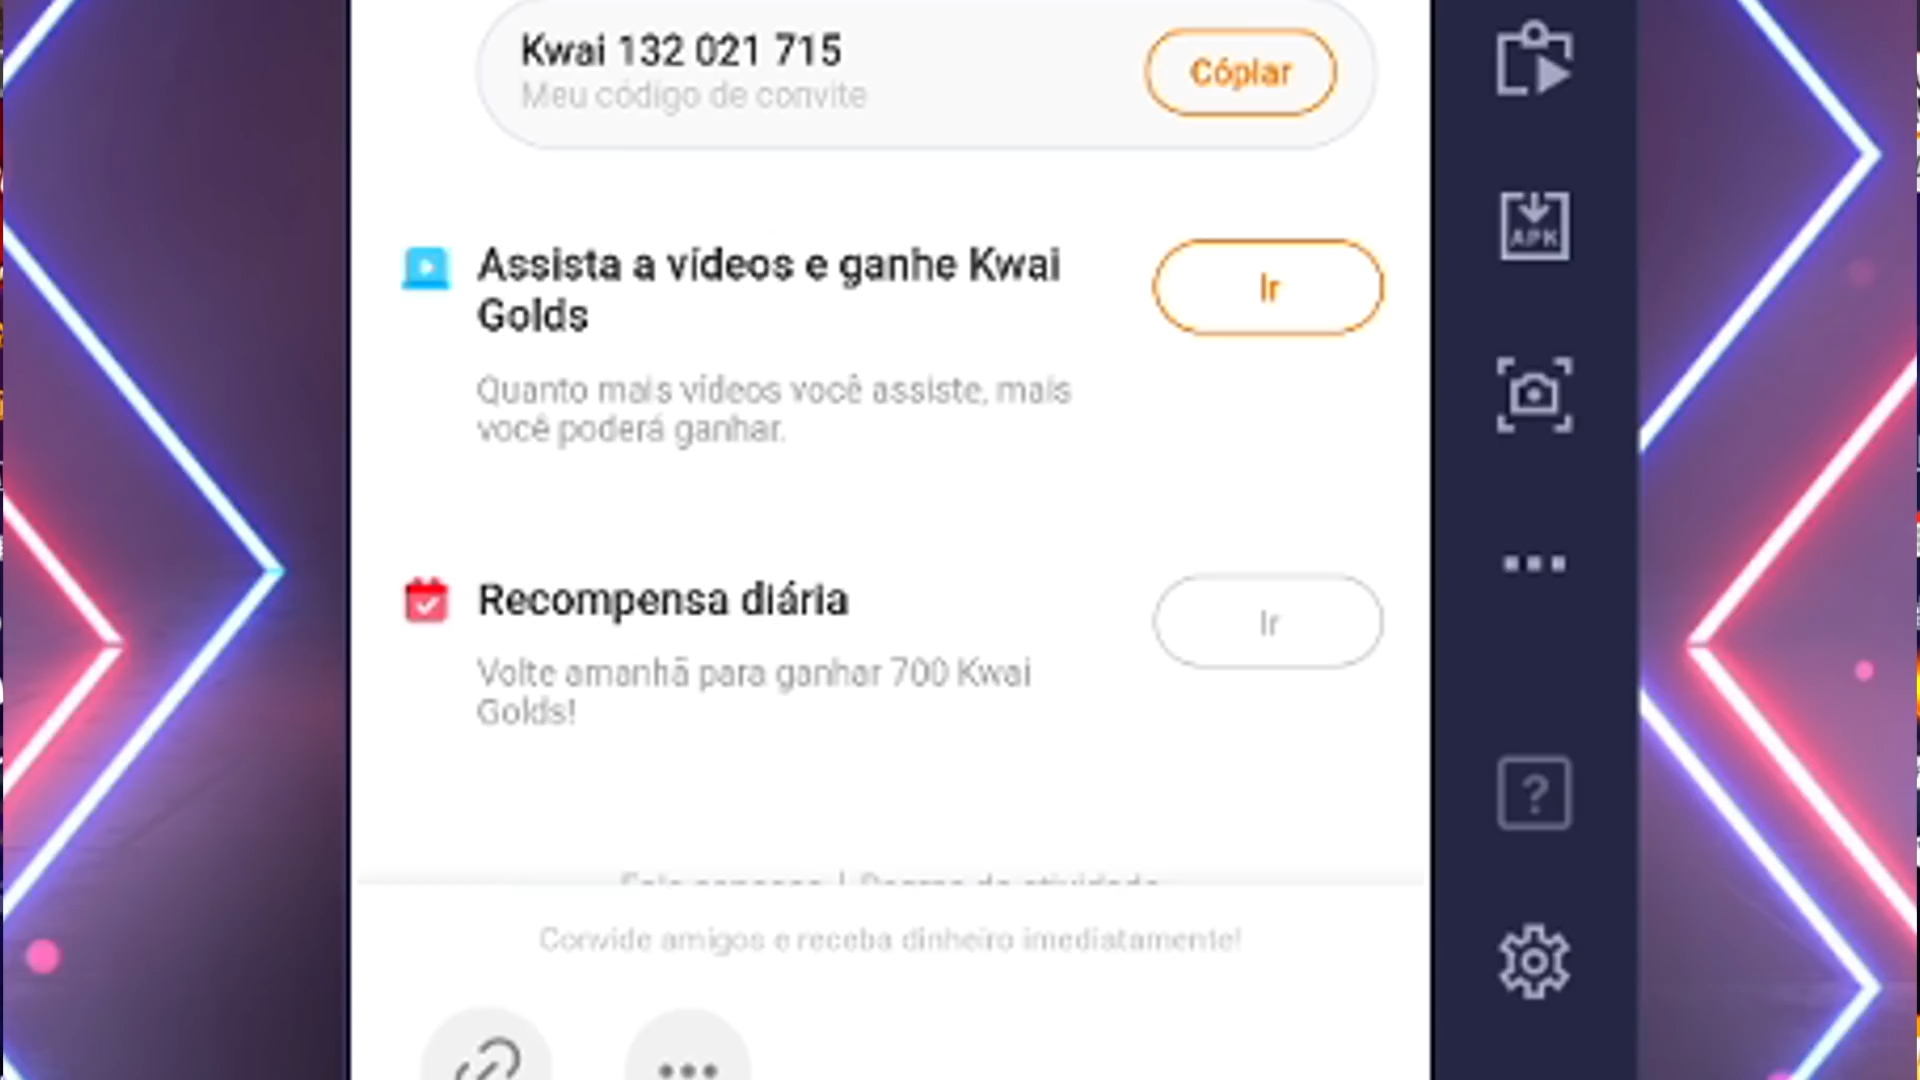 Kwai 132 021 715
Meu código de convite
Cópiar
Assista a vídeos e ganhe Kwai
Golds
Ir
Quanto mais vídeos você assiste, mais
você poderá ganhar.
Recompensa diária
Ir
Volte amanhã para ganhar 700 Kwai
Golds!
Convide amigos e receba dinheiro imediatamente!
APK
?